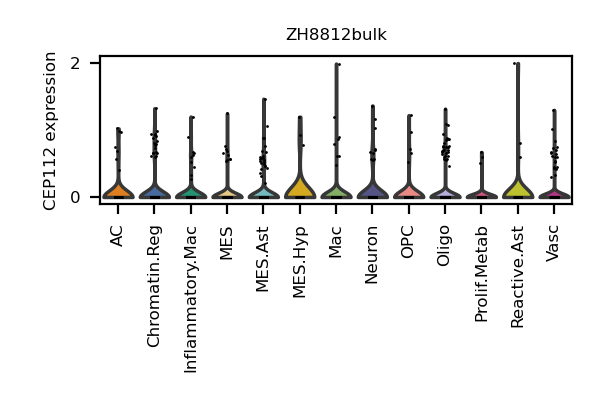 ZH8812bulk
CEP112 expression
2
0
AC
Chromatin.Reg
Inflammatory.Mac
MES
MES.Ast
MES.Hyp
Mac
Neuron
OPC
Oligo
Prolif.Metab
Reactive.Ast
Vasc